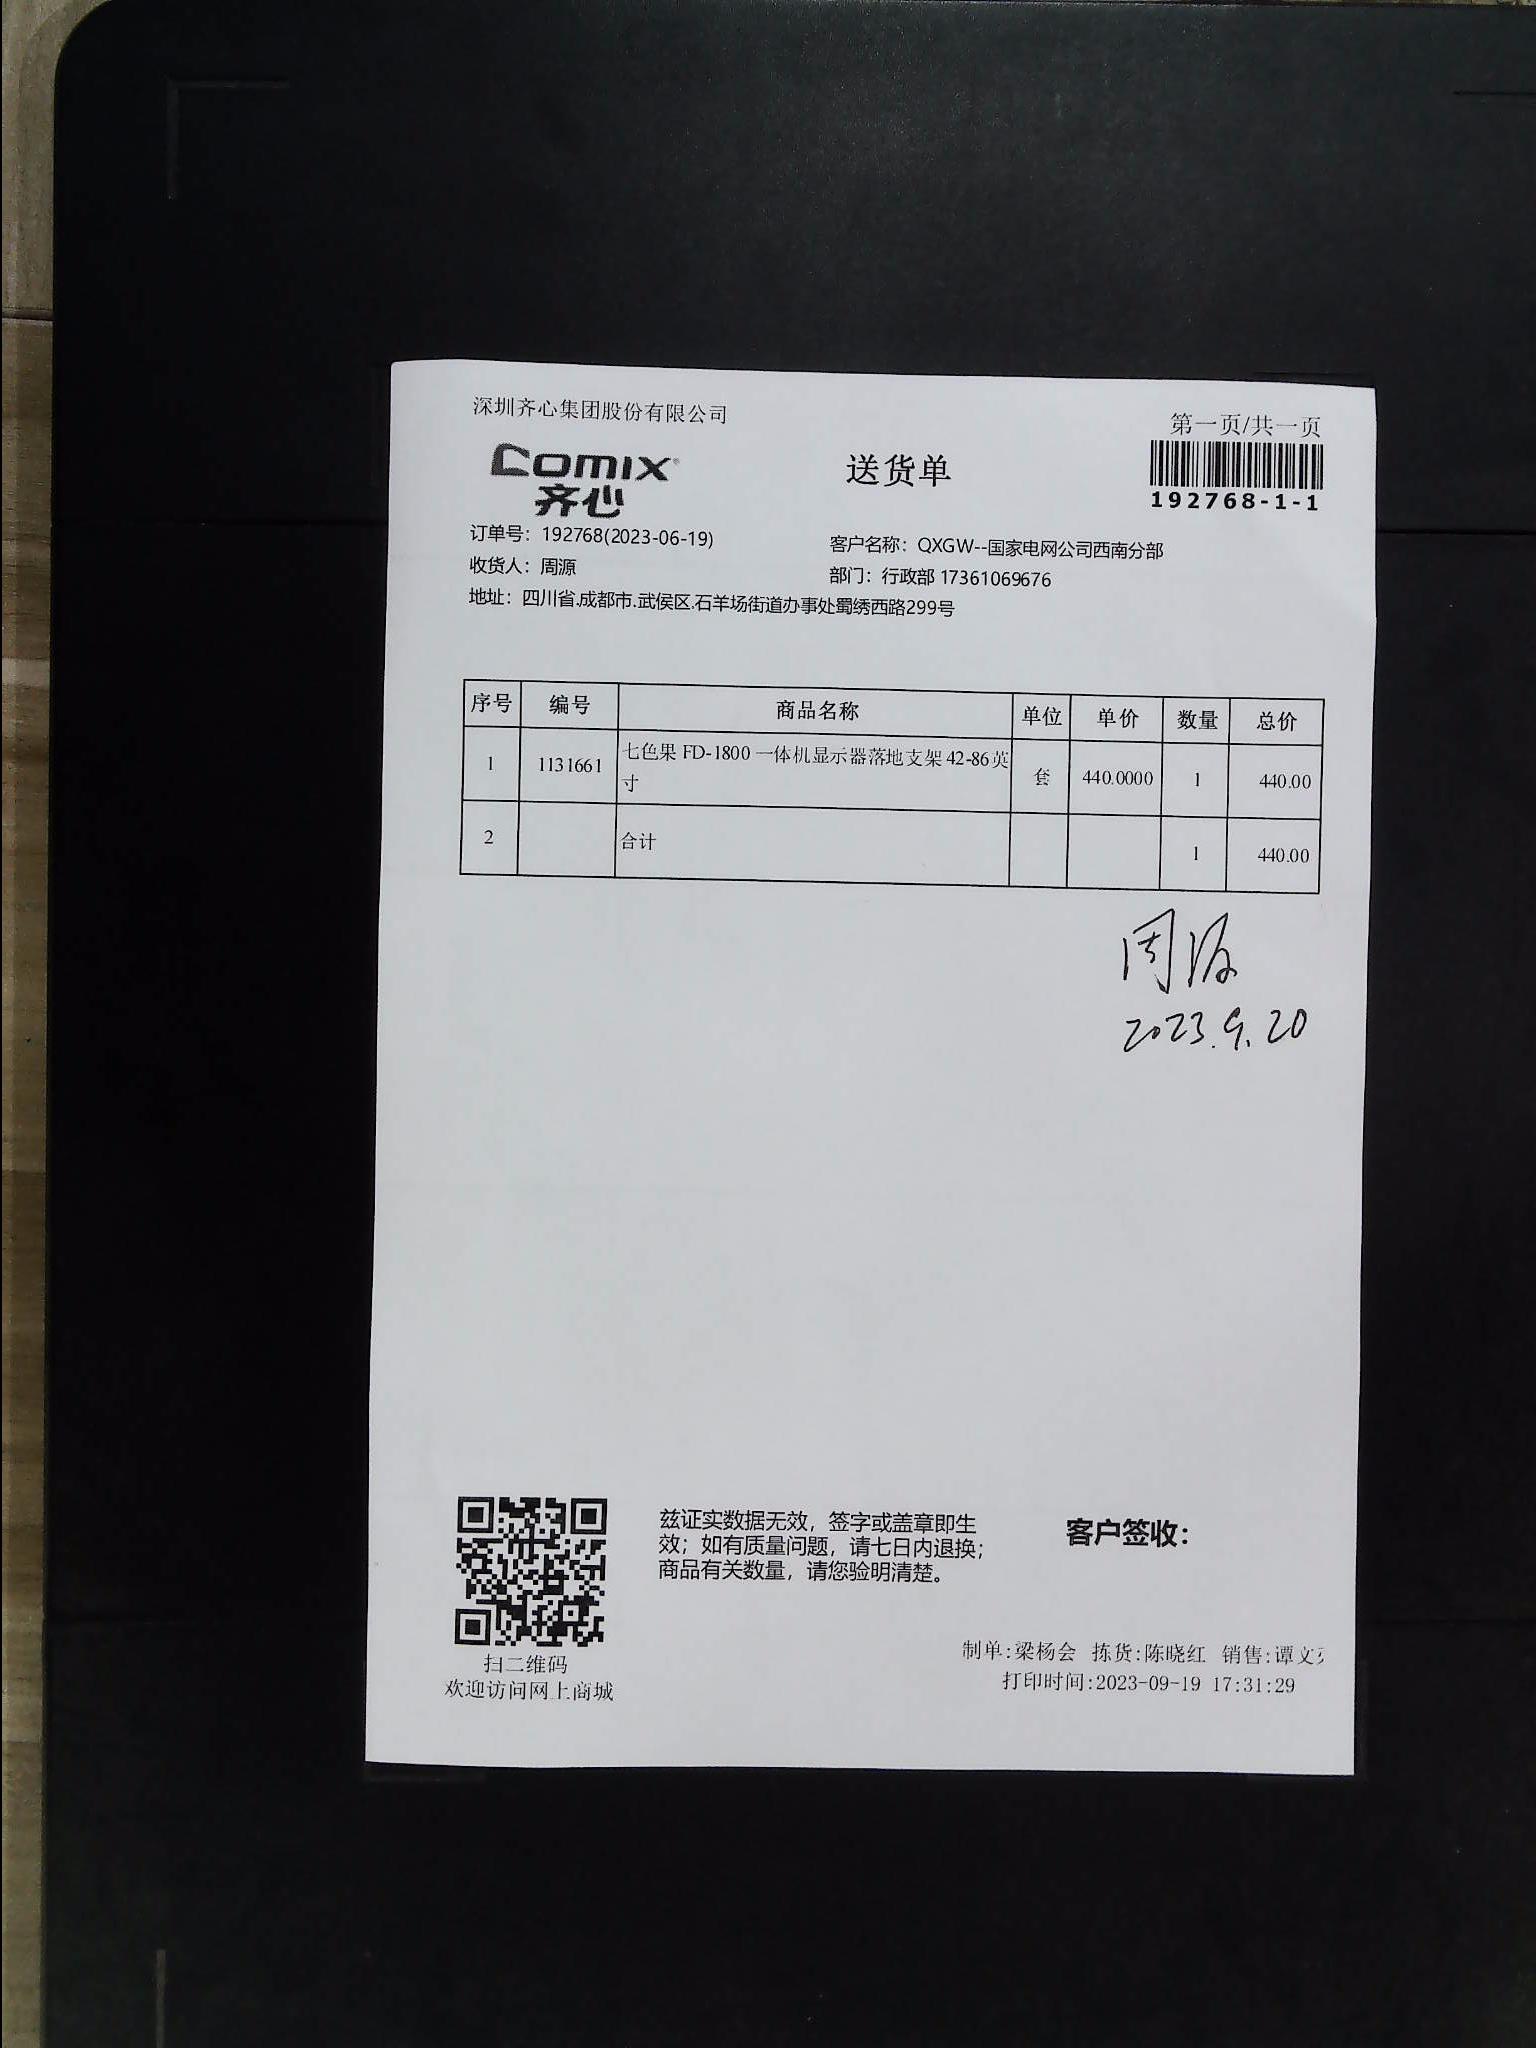 深圳齐心集团股份有限公司
第一页/共一页
Comix
齐心
送货单
192768-1-1
订单号：192768(2023-06-19)
客户名称：QXGW--国家电网公司西南分部
收货人：周源
部门：行政部 17361069676
地址：四川省.成都市.武侯区.石羊场街道办事处蜀绣西路299号
序号 编号 商品名称 单位 单价 数量 总价
1 1131661 七色果 FD-1800 一体机显示器落地支架 42-86英寸 套 440.0000 1 440.00
2 合计 1 440.00
周源
2023.9.20
兹证实数据无效，签字或盖章即生
效；如有质量问题，请七日内退换；
商品有关数量，请您验明清楚。
客户签收：
扫二维码
欢迎访问网上商城
制单:梁杨会 拣货:陈晓红 销售:谭文
打印时间:2023-09-19 17:31:29